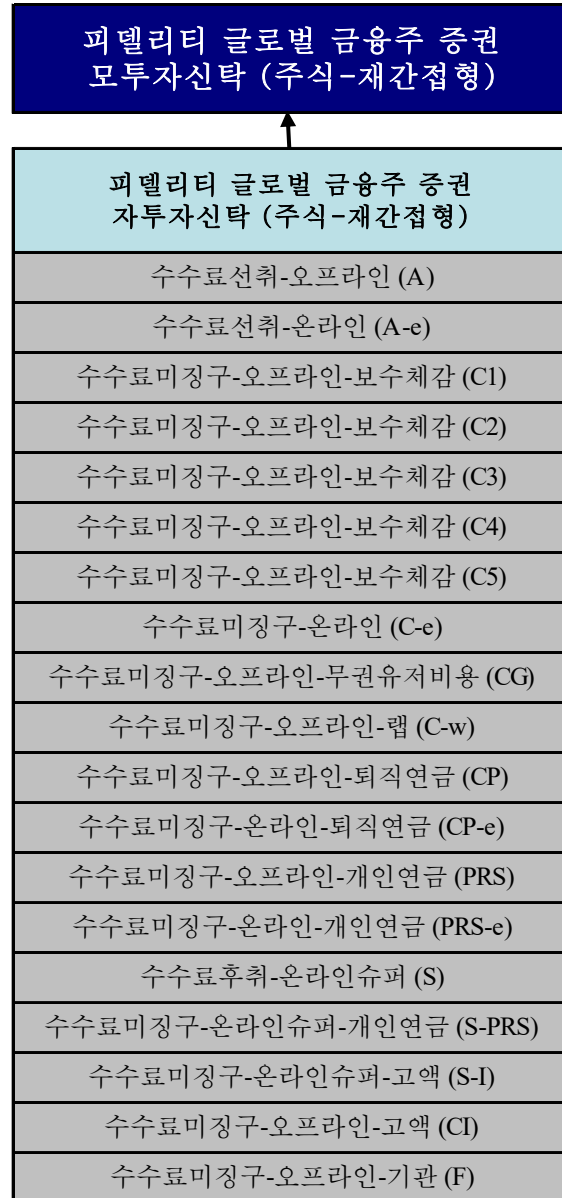 피델리티 글로벌 금융주 증권
모투자신탁 (주식-재간접형)
피델리티 글로벌 금융주 증권
자투자신탁 (주식-재간접형)
수수료선취-오프라인 (A)
수수료선취-온라인 (A-e)
수수료미징구-오프라인-보수체감 (C1)
수수료미징구-오프라인-보수체감 (C2)
수수료미징구-오프라인-보수체감 (C3)
수수료미징구-오프라인-보수체감 (C4)
수수료미징구-오프라인-보수체감 (C5)
수수료미징구-온라인 (C-e)
수수료미징구-오프라인-무권유저비용 (CG)
수수료미징구-오프라인-랩 (C-w)
수수료미징구-오프라인-퇴직연금 (CP)
수수료미징구-온라인-퇴직연금 (CP-e)
수수료미징구-오프라인-개인연금 (PRS)
수수료미징구-온라인-개인연금 (PRS-e)
수수료후취-온라인슈퍼 (S)
수수료미징구-온라인슈퍼-개인연금 (S-PRS)
수수료미징구-온라인슈퍼-고액 (S-I)
수수료미징구-오프라인-고액 (CI)
수수료미징구-오프라인-기관 (F)